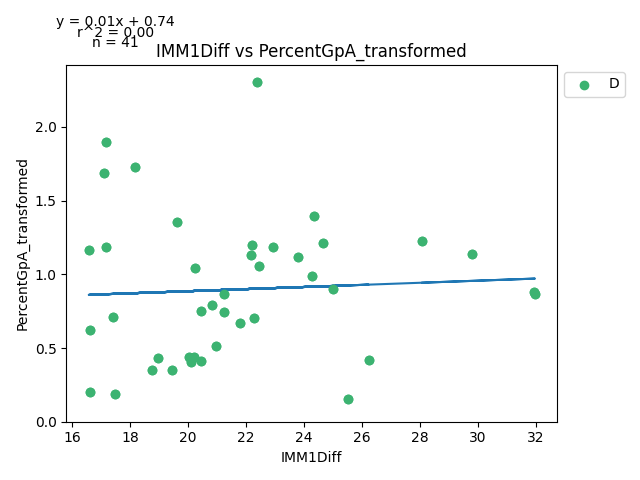 y = 0.01x + 0.74
r^2 = 0.00
n = 41
IMM1Diff vs PercentGpA_transformed
D
PercentGpA_transformed
2.0
1.5
1.0
0.5
0.0
16 18 20 22 24 26 28 30 32
IMM1Diff